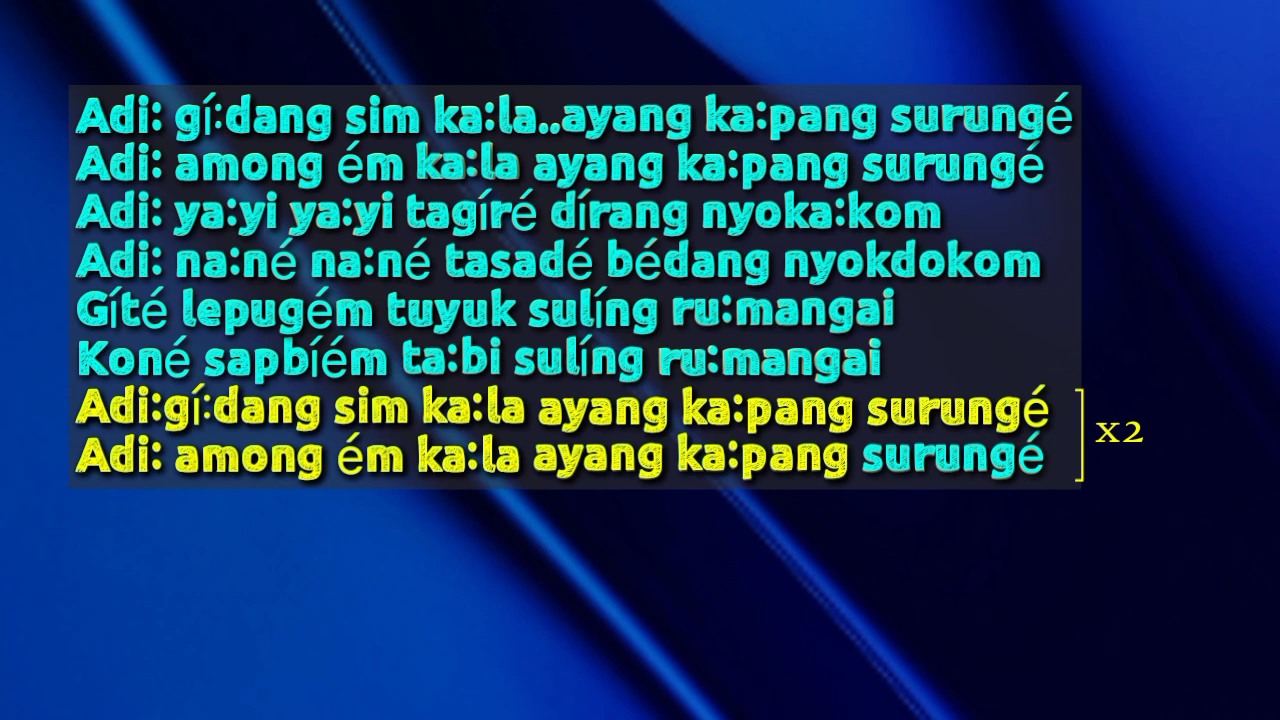 Adi: gí:dang sim ka:la..ayang ka:pang surungé
Adi: among ém ka:la ayang ka:pang surungé
Adi: ya:yi ya:yi tagíré dírang nyoka:kom
Adi: na:né na:né tasadé bédang nyokdokom
Gíté lepugém tuyuk sulíng ru:mangai
Koné sapbíém ta:bi sulíng ru:mangai
Adi:gí:dang sim ka:la ayang ka:pang surungé
Adi: among ém ka:la ayang ka:pang surungé
x2